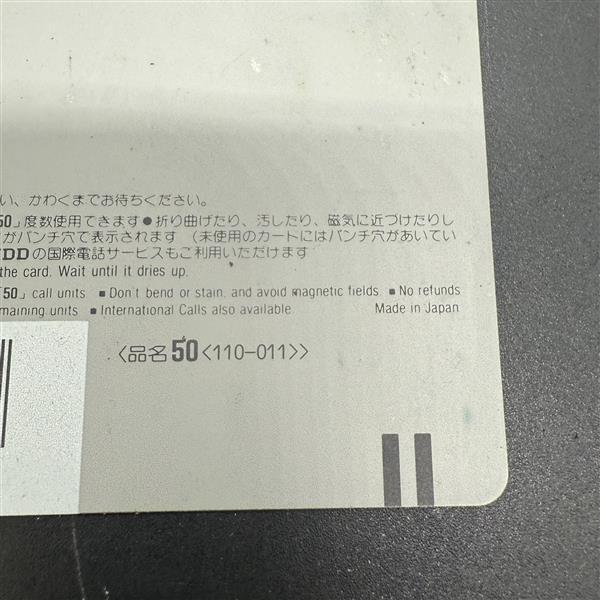 い、かわくまでお待ちください。
50」度数使用できます●折り曲げたり、汚したり、磁気に近づけたりし
がパンチ穴で表示されます （未使用のカードにはパンチ穴があいてい
DDの国際電話サービスもご利用いただけます
the card. Wait until it dries up.
「50」 call units ■ Don't bend or stain, and avoid magnetic fields ■ No refunds
maining units ■ International Calls also available Made in Japan
〈品名50〈110-011〉〉